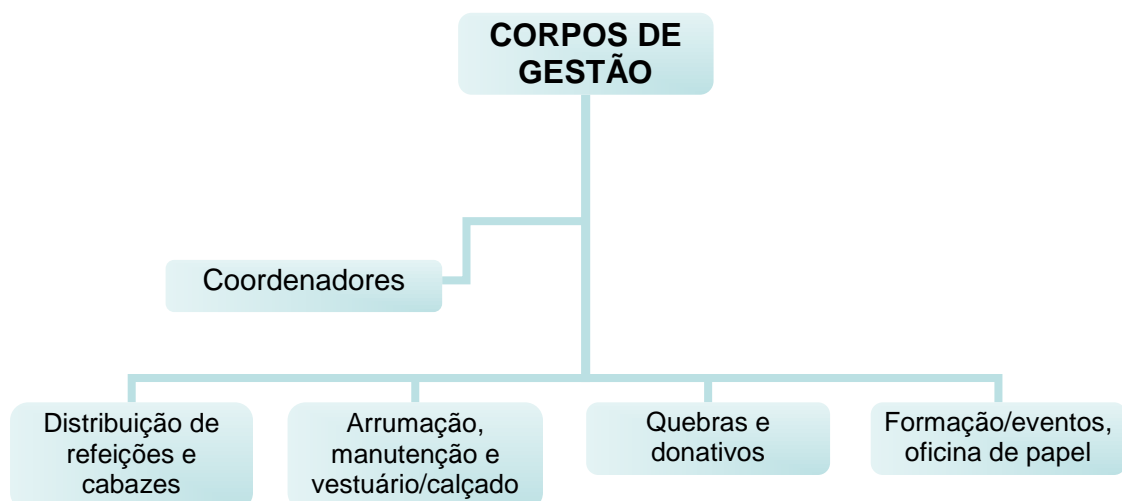 CORPOS DE
GESTÃO
Coordenadores
Distribuição de
refeições e
cabazes
Arrumação,
manutenção e
vestuário/calçado
Quebras e
donativos
Formação/eventos,
oficina de papel